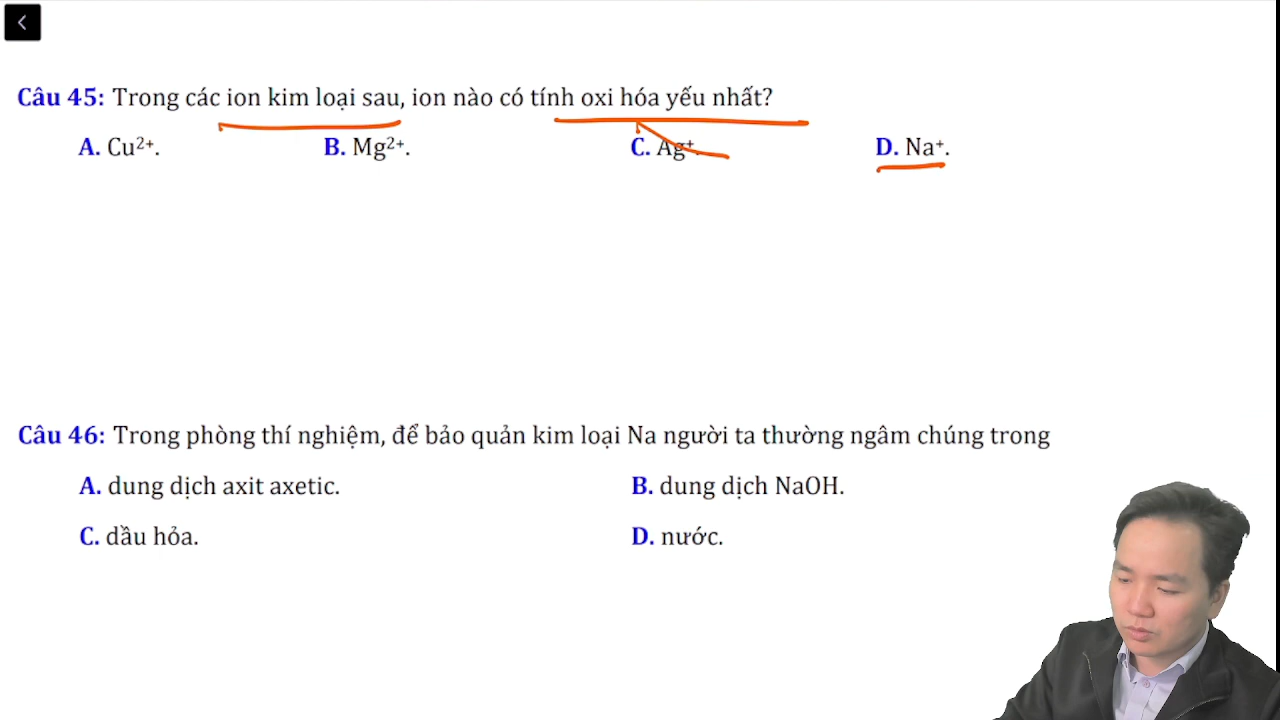 Câu 45: Trong các ion kim loại sau, ion nào có tính oxi hóa yếu nhất?
A. Cu²⁺. B. Mg²⁺. C. Ag⁺. D. Na⁺.
Câu 46: Trong phòng thí nghiệm, để bảo quản kim loại Na người ta thường ngâm chúng trong
A. dung dịch axit axetic. B. dung dịch NaOH.
C. dầu hỏa. D. nước.